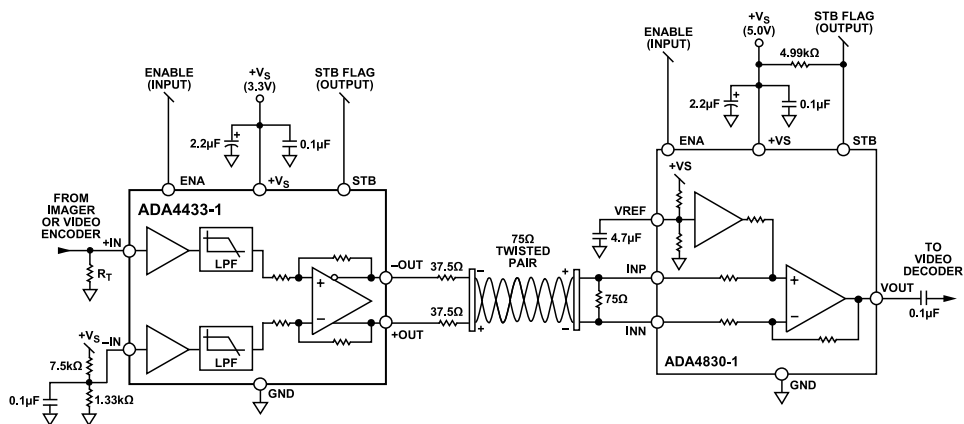 ENABLE
(INPUT)
+VS
(3.3V)
STB FLAG
(OUTPUT)
2.2µF
+
0.1µF
ENA
+VS
STB
ADA4433-1
FROM
IMAGER
OR VIDEO
ENCODER
+IN
RT
LPF
+
−
−OUT
+OUT
37.5Ω
37.5Ω
+VS
−IN
LPF
7.5kΩ
0.1µF
1.33kΩ
GND
75Ω
TWISTED
PAIR
−
+
+
−
75Ω
ENABLE
(INPUT)
+VS
(5.0V)
STB FLAG
(OUTPUT)
4.99kΩ
2.2µF
+
0.1µF
ENA
+VS
STB
+VS
VREF
4.7µF
INP
INN
+
−
VOUT
TO
VIDEO
DECODER
0.1µF
ADA4830-1
GND